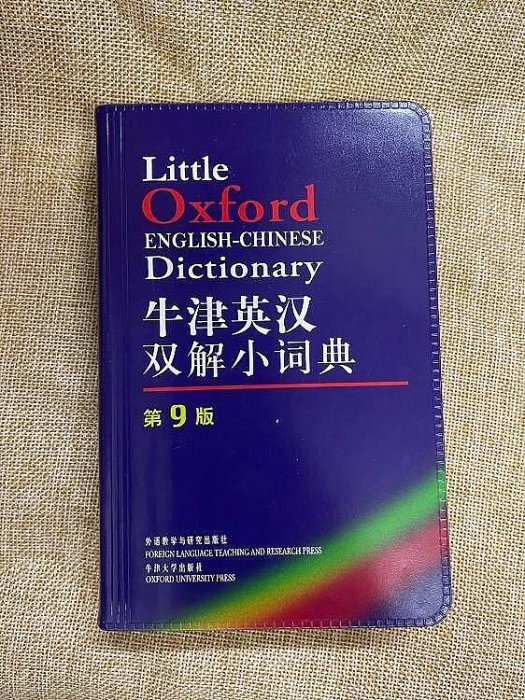 Little
Oxford
ENGLISH-CHINESE
Dictionary
牛津英汉
双解小词典
第9版
外语教学与研究出版社
FOREIGN LANGUAGE TEACHING AND RESEARCH PRESS
牛津大学出版社
OXFORD UNIVERSITY PRESS